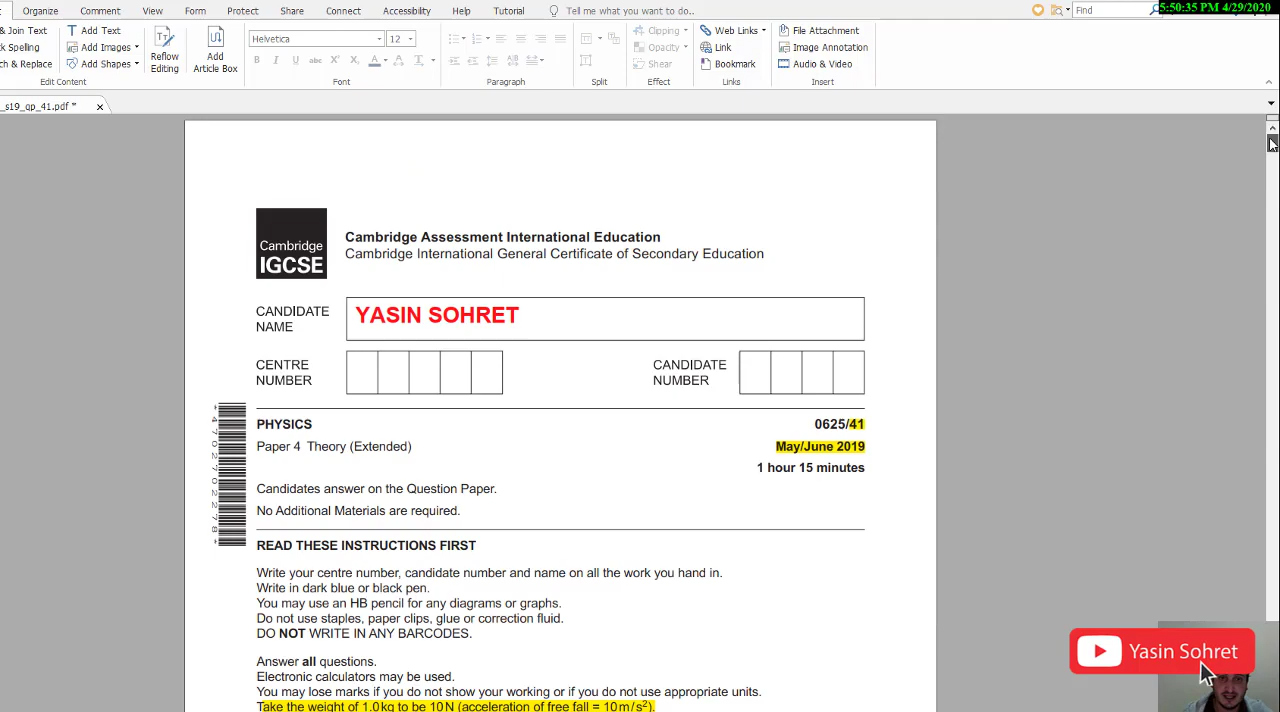 5:50:35 PM 4/29/2020
Organize Comment View Form Protect Share Connect Accessibility Help Tutorial Tell me what you want to do.. Find
& Join Text Add Text Web Links File Attachment
Helvetica 12 Clipping
ck Spelling Add Images Link Image Annotation
Opacity
ch & Replace Add Shapes Reflow Editing Add Article Box Shear Bookmark Audio & Video
Edit Content Font Paragraph Split Effect Links Insert
_s19_qp_41.pdf *
Cambridge
IGCSE
Cambridge Assessment International Education
Cambridge International General Certificate of Secondary Education
CANDIDATE NAME
YASIN SOHRET
CENTRE NUMBER
CANDIDATE NUMBER
PHYSICS 0625/41
Paper 4 Theory (Extended) May/June 2019
1 hour 15 minutes
Candidates answer on the Question Paper.
No Additional Materials are required.
READ THESE INSTRUCTIONS FIRST
Write your centre number, candidate number and name on all the work you hand in.
Write in dark blue or black pen.
You may use an HB pencil for any diagrams or graphs.
Do not use staples, paper clips, glue or correction fluid.
DO NOT WRITE IN ANY BARCODES.
Answer all questions.
Electronic calculators may be used.
You may lose marks if you do not show your working or if you do not use appropriate units.
Take the weight of 1.0 kg to be 10 N (acceleration of free fall = 10 m / s²).
Yasin Sohret